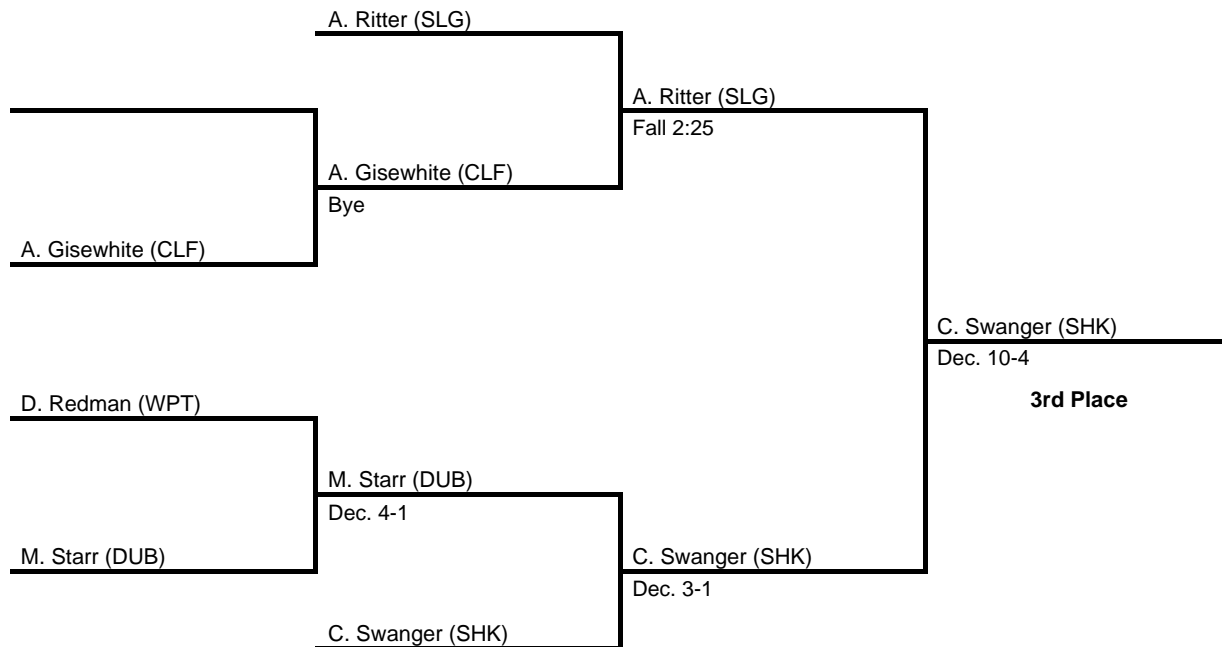 A. Ritter (SLG)
A. Ritter (SLG)
Fall 2:25
A. Gisewhite (CLF)
Bye
A. Gisewhite (CLF)
C. Swanger (SHK)
Dec. 10-4
3rd Place
D. Redman (WPT)
M. Starr (DUB)
Dec. 4-1
M. Starr (DUB)
C. Swanger (SHK)
Dec. 3-1
C. Swanger (SHK)